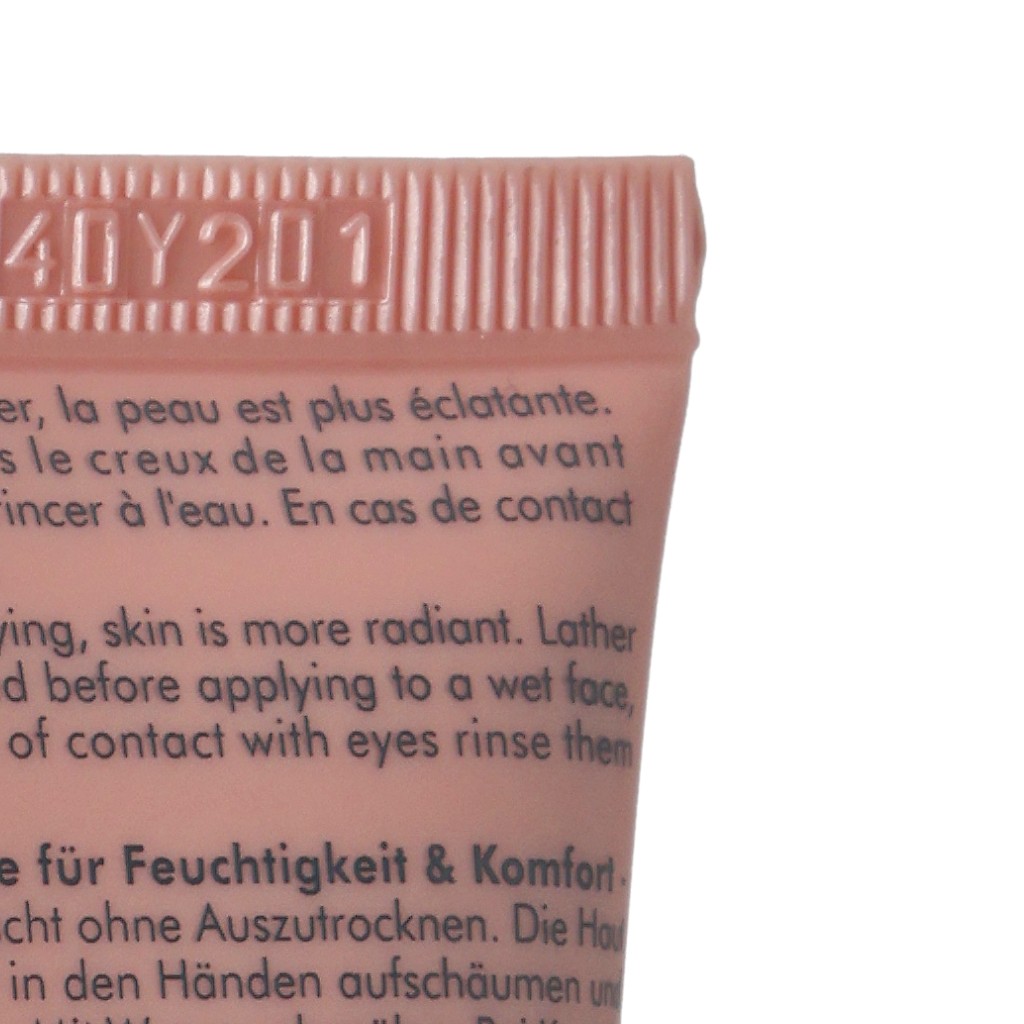 40Y201
er, la peau est plus éclatante.
s le creux de la main avant
rincer à l'eau. En cas de contact
ying, skin is more radiant. Lather
d before applying to a wet face,
of contact with eyes rinse them
e für Feuchtigkeit & Komfort -
scht ohne Auszutrocknen. Die Haut
in den Händen aufschäumen und